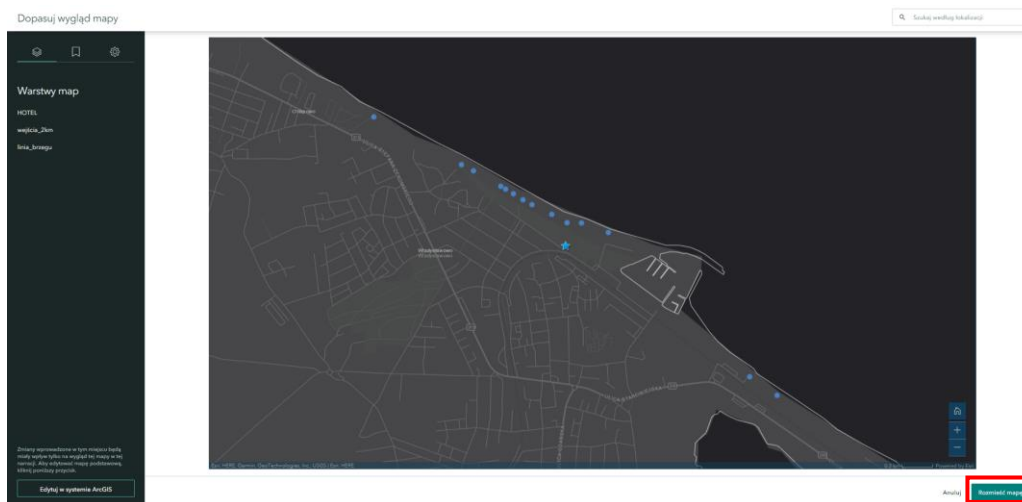 Dopasuj wygląd mapy
Szukaj według lokalizacji
Warstwy map
HOTEL
wejścia_2km
linia_brzegu
Władysławowo
Zmiany wprowadzone w tym miejscu będą
miały wpływ tylko na wygląd tej mapy w tej
narracji. Aby edytować mapę podstawową,
kliknij poniższy przycisk.
Edytuj w systemie ArcGIS
Esri, HERE, Garmin, GeoTechnologies, Inc., USGS | Esri, HERE
Powered by Esri
Anuluj
Rozmieść mapę